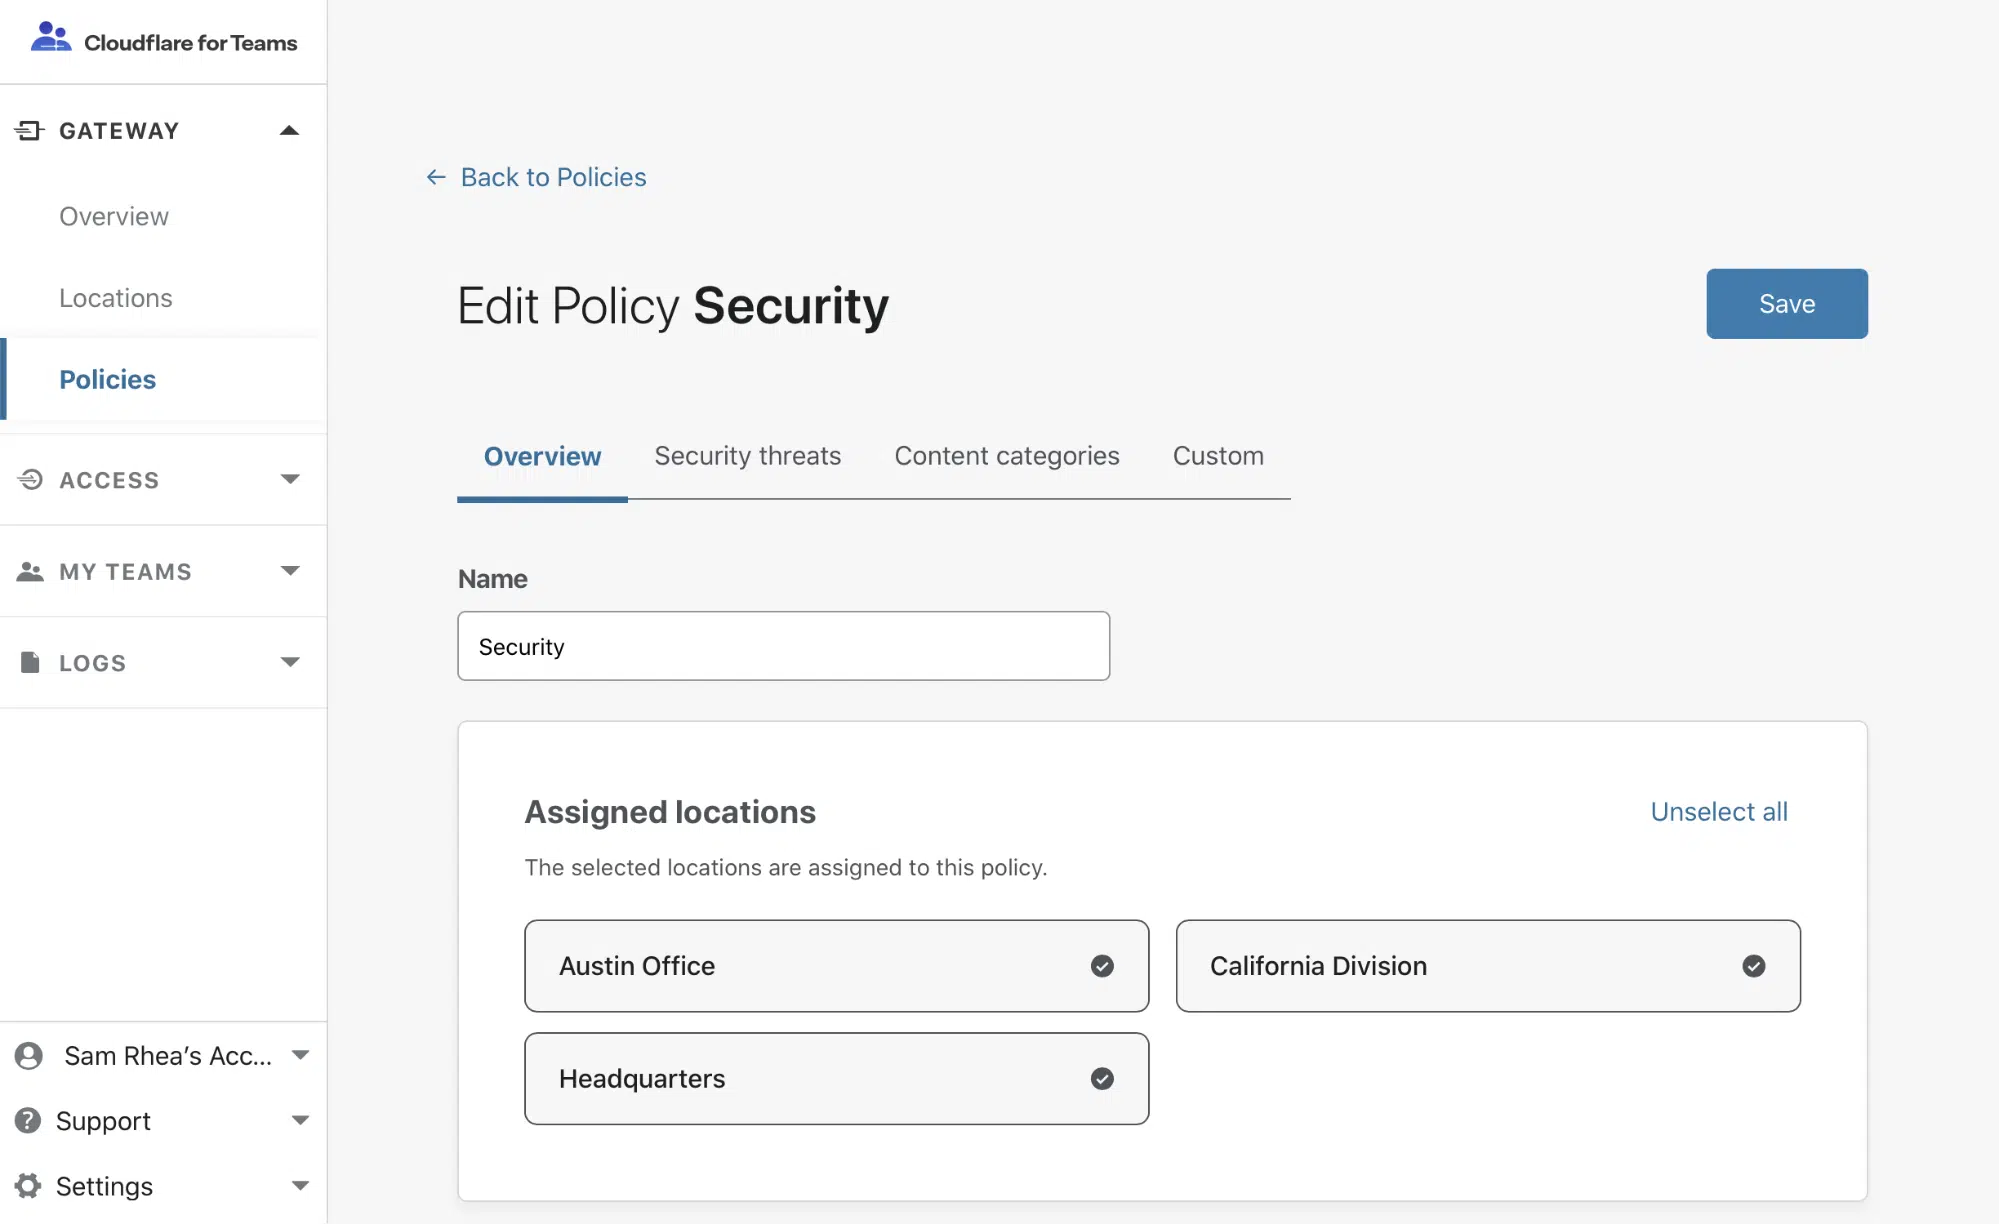 Cloudflare for Teams
GATEWAY
Overview
Locations
Policies
ACCESS
MY TEAMS
LOGS
Sam Rhea’s Acc...
Support
Settings
Back to Policies
Edit Policy Security
Save
Overview
Security threats
Content categories
Custom
Name
Security
Assigned locations
Unselect all
The selected locations are assigned to this policy.
Austin Office
California Division
Headquarters